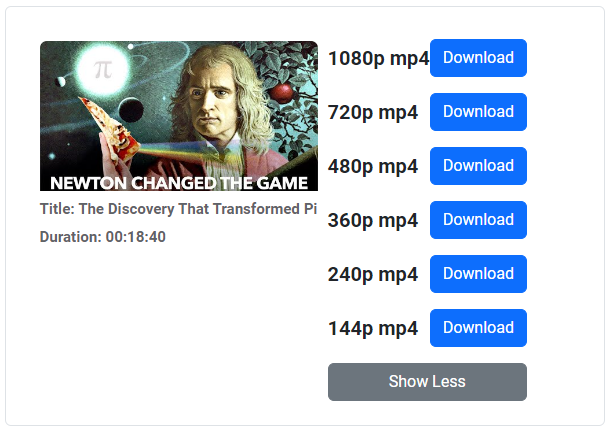 π
NEWTON CHANGED THE GAME
Title: The Discovery That Transformed Pi
Duration: 00:18:40
1080p mp4 Download
720p mp4 Download
480p mp4 Download
360p mp4 Download
240p mp4 Download
144p mp4 Download
Show Less